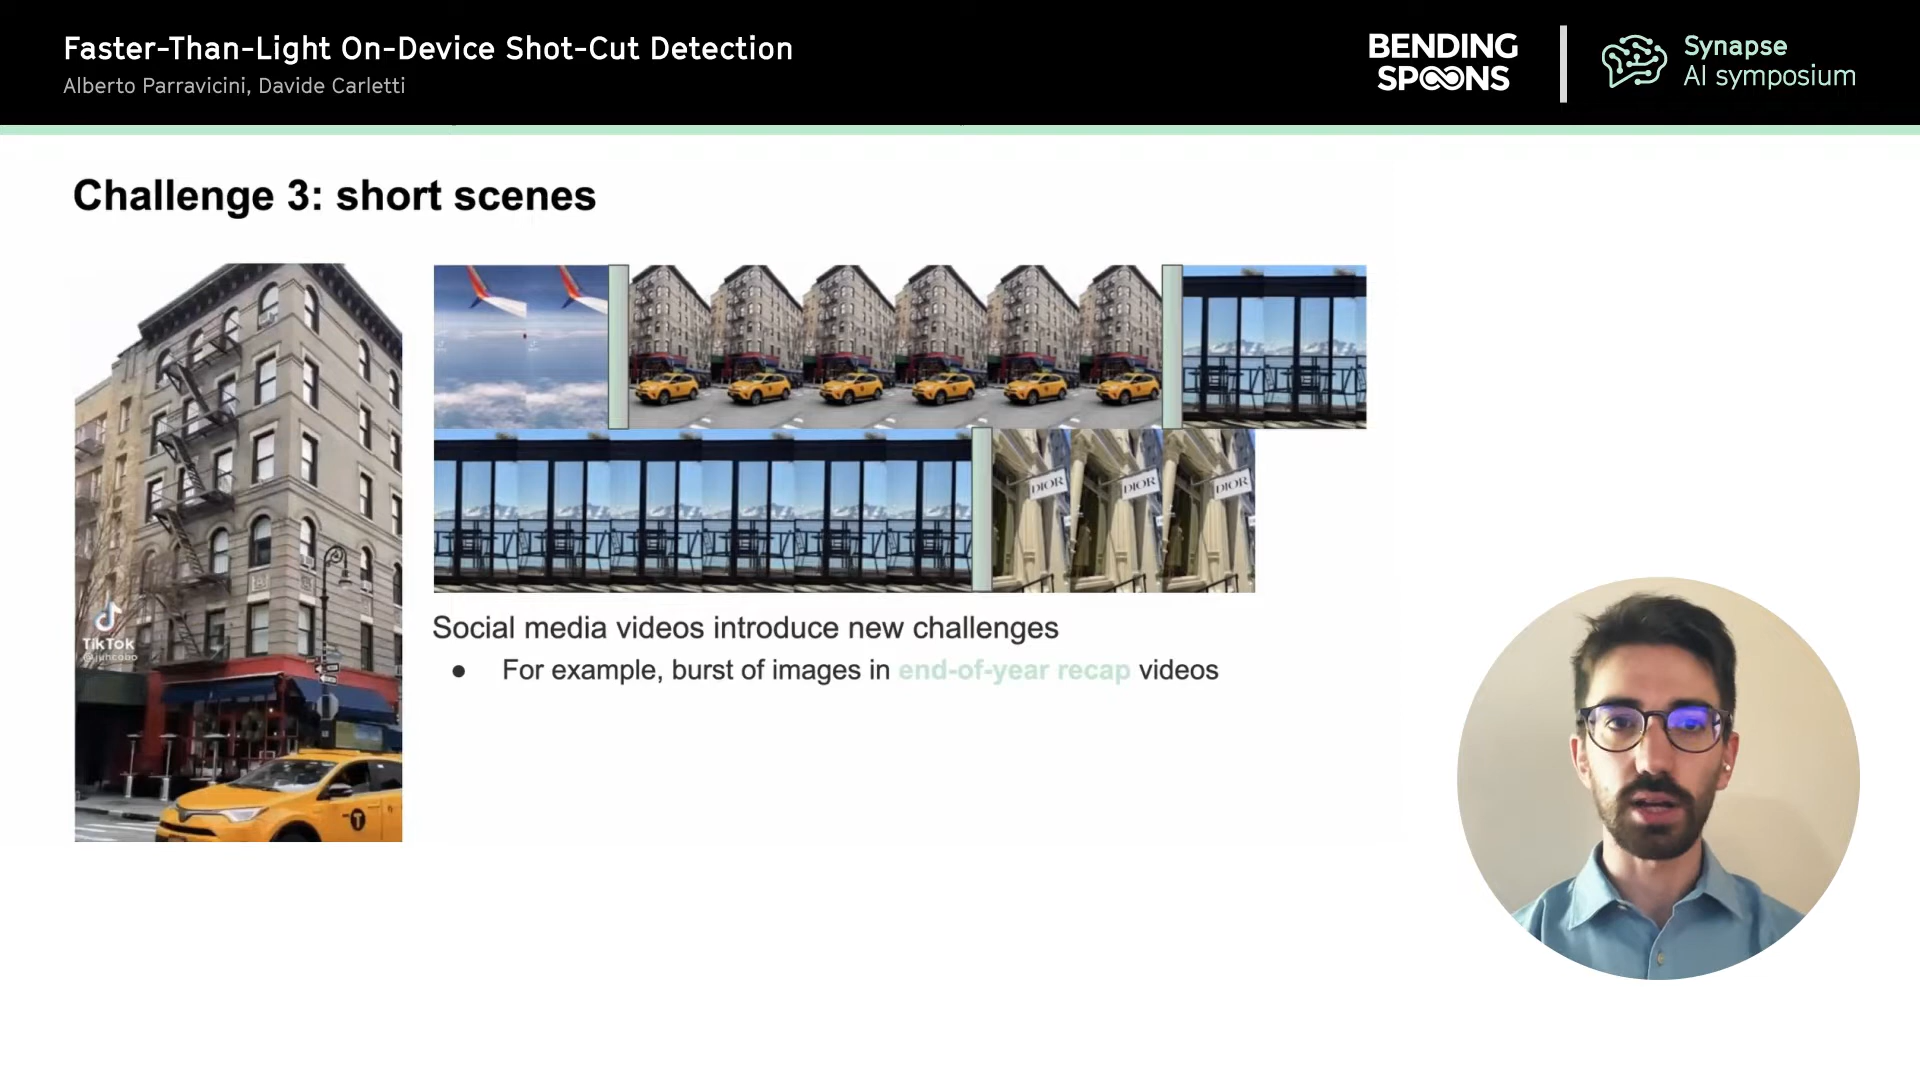 Faster-Than-Light On-Device Shot-Cut Detection
Alberto Parravicini, Davide Carletti
BENDING
SPOONS
Synapse
AI symposium
Challenge 3: short scenes
DIOR DIOR DIOR
TikTok
T
Social media videos introduce new challenges
● For example, burst of images in end-of-year recap videos